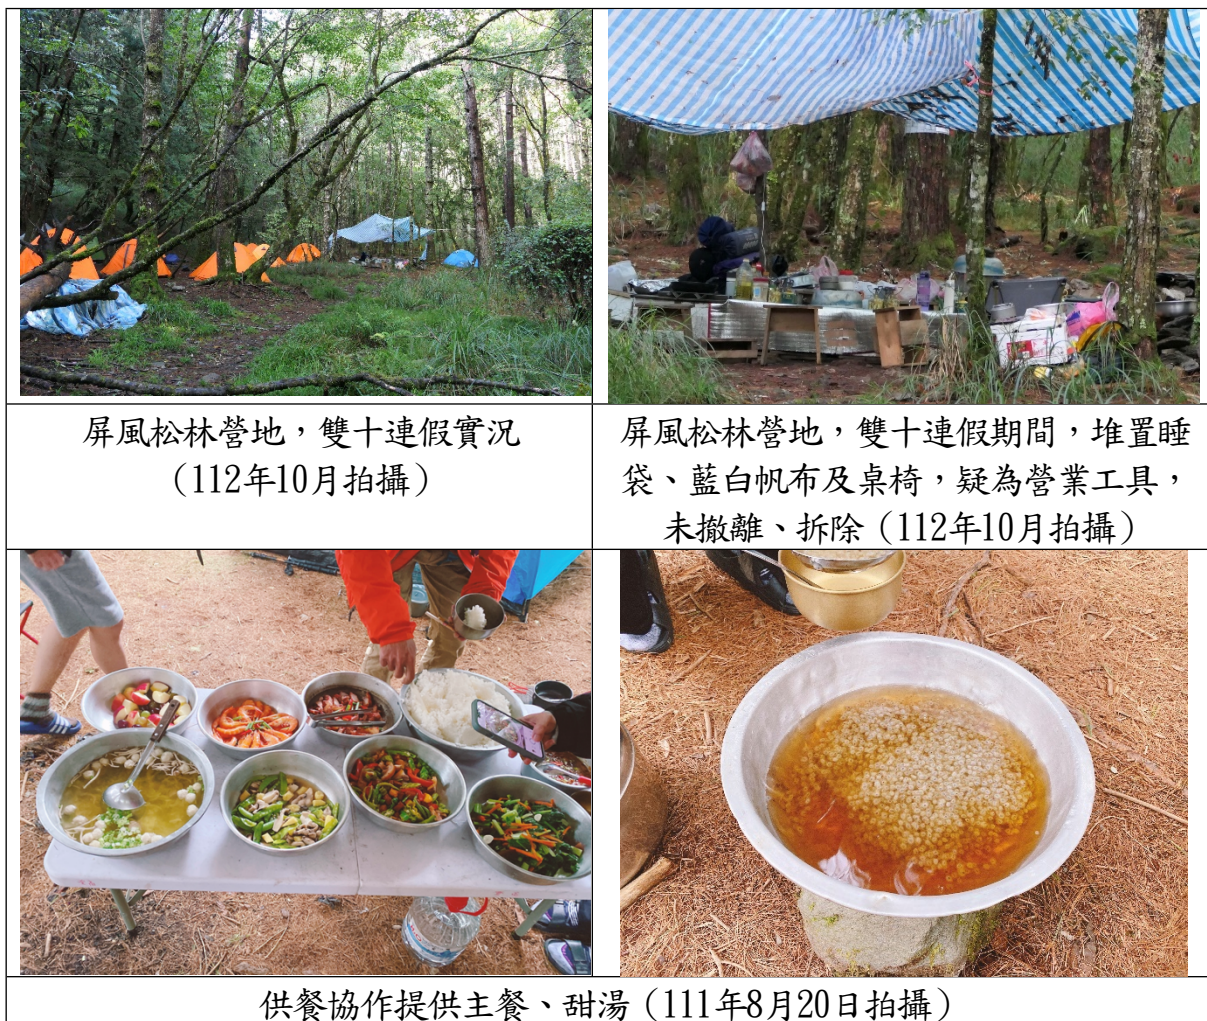 屏風松林營地，雙十連假實況
（112年10月拍攝）
屏風松林營地，雙十連假期間，堆置睡
袋、藍白帆布及桌椅，疑為營業工具，
未撤離、拆除（112年10月拍攝）
供餐協作提供主餐、甜湯（111年8月20日拍攝）